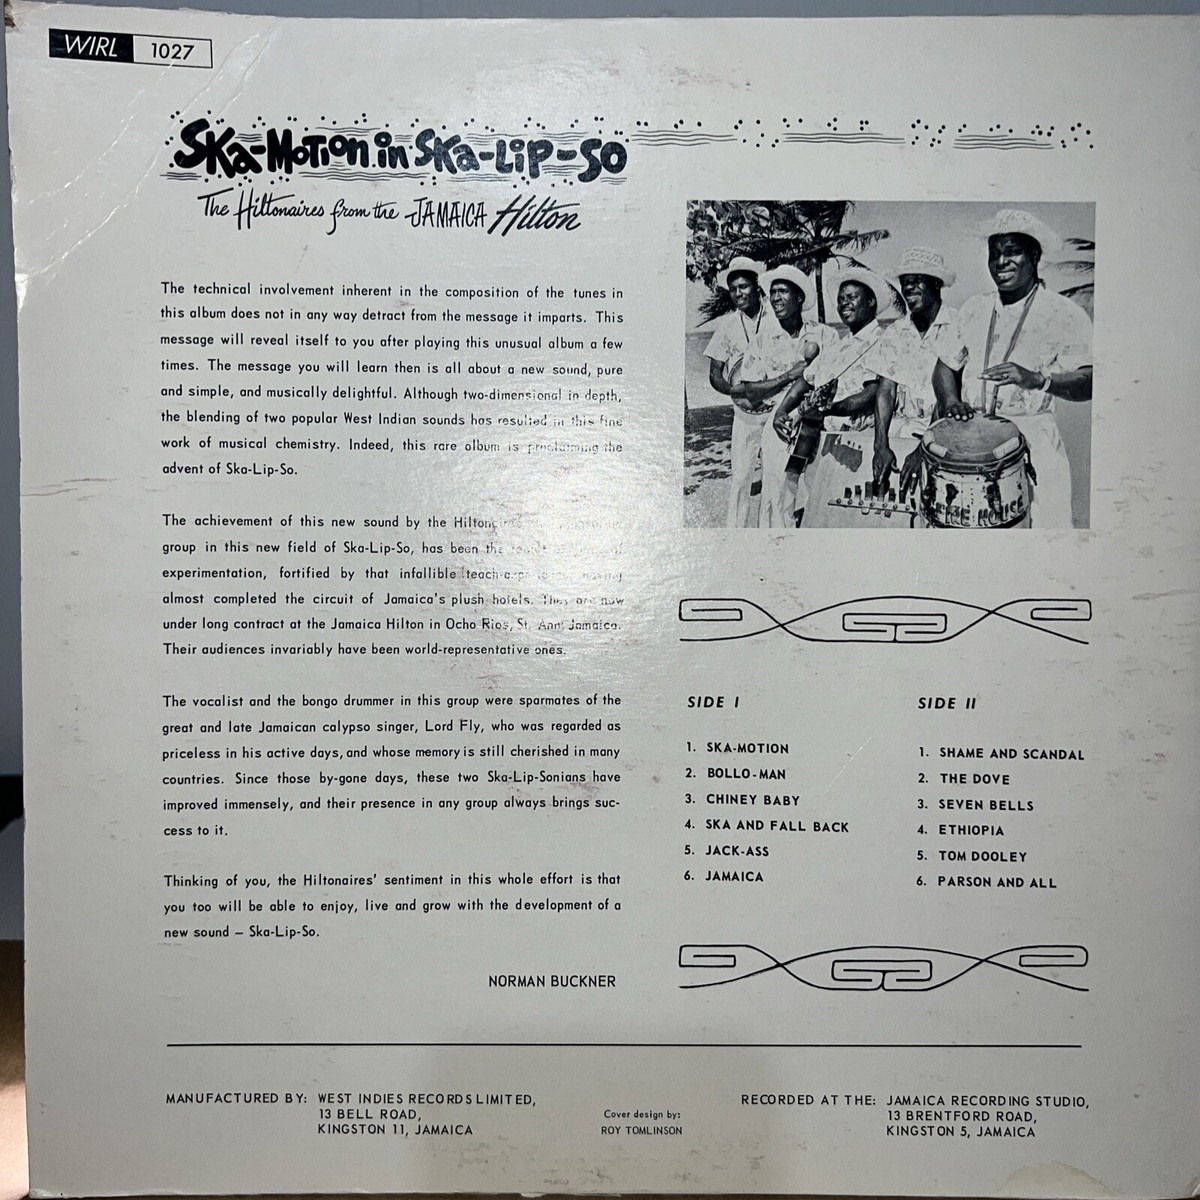 WIRL 1027
SKa-MoTion in SKa-LiP-So
The Hiltonaires from the JAMAICA Hilton
The technical involvement inherent in the composition of the tunes in
this album does not in any way detract from the message it imparts. This
message will reveal itself to you after playing this unusual album a few
times. The message you will learn then is all about a new sound, pure
and simple, and musically delightful. Although two-dimensional in depth,
the blending of two popular West Indian sounds has resulted in this fine
work of musical chemistry. Indeed, this rare album is proclaiming the
advent of Ska-Lip-So.
The achievement of this new sound by the Hiltonaires
group in this new field of Ska-Lip-So, has been the
experimentation, fortified by that infallible having
almost completed the circuit of Jamaica's plush hotels. They are now
under long contract at the Jamaica Hilton in Ocho Rios, St. Ann, Jamaica.
Their audiences invariably have been world-representative ones.
The vocalist and the bongo drummer in this group were sparmates of the
great and late Jamaican calypso singer, Lord Fly, who was regarded as
priceless in his active days, and whose memory is still cherished in many
countries. Since those by-gone days, these two Ska-Lip-Sonians have
improved immensely, and their presence in any group always brings suc-
cess to it.
Thinking of you, the Hiltonaires' sentiment in this whole effort is that
you too will be able to enjoy, live and grow with the development of a
new sound – Ska-Lip-So.
NORMAN BUCKNER
HOUSE
SIDE I
1. SKA-MOTION
2. BOLLO-MAN
3. CHINEY BABY
4. SKA AND FALL BACK
5. JACK-ASS
6. JAMAICA
SIDE II
1. SHAME AND SCANDAL
2. THE DOVE
3. SEVEN BELLS
4. ETHIOPIA
5. TOM DOOLEY
6. PARSON AND ALL
MANUFACTURED BY: WEST INDIES RECORDS LIMITED,
13 BELL ROAD,
KINGSTON 11, JAMAICA
Cover design by:
ROY TOMLINSON
RECORDED AT THE: JAMAICA RECORDING STUDIO,
13 BRENTFORD ROAD,
KINGSTON 5, JAMAICA